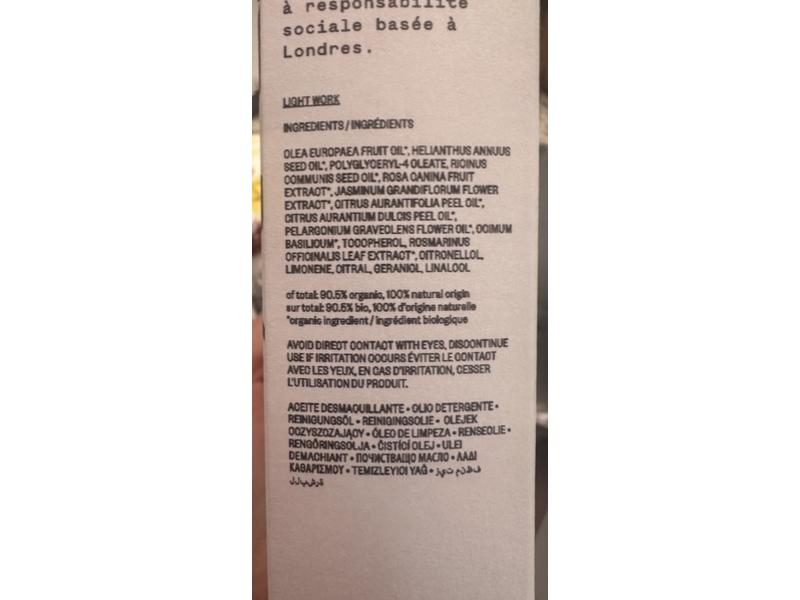 à responsabilité
sociale basée à
Londres.
LIGHT WORK
INGREDIENTS / INGRÉDIENTS
OLEA EUROPAEA FRUIT OIL*, HELIANTHUS ANNUUS
SEED OIL*, POLYGLYCERYL-4 OLEATE, RICINUS
COMMUNIS SEED OIL*, ROSA CANINA FRUIT
EXTRACT*, JASMINUM GRANDIFLORUM FLOWER
EXTRACT*, CITRUS AURANTIFOLIA PEEL OIL*,
CITRUS AURANTIUM DULCIS PEEL OIL*,
PELARGONIUM GRAVEOLENS FLOWER OIL*, OCIMUM
BASILICUM*, TOCOPHEROL, ROSMARINUS
OFFICINALIS LEAF EXTRACT*, CITRONELLOL,
LIMONENE, CITRAL, GERANIOL, LINALOOL
of total: 90.5% organic, 100% natural origin
sur total: 90.5% bio, 100% d'origine naturelle
*organic ingredient / ingrédient biologique
AVOID DIRECT CONTACT WITH EYES. DISCONTINUE
USE IF IRRITATION OCCURS ÉVITER LE CONTACT
AVEC LES YEUX, EN CAS D'IRRITATION, CESSER
L'UTILISATION DU PRODUIT.
ACEITE DESMAQUILLANTE • OLIO DETERGENTE •
REINIGUNGSÖL • REINIGINGSOLIE • OLEJEK
OCZYSZCZAJĄCY • ÓLEO DE LIMPEZA • RENSEOLIE •
RENGÖRINGSOLJA • ČISTÍCÍ OLEJ • ULEI
DEMACHIANT • ПОЧИСТВАЩО МАСЛО • ΛΑΔΙ
ΚΑΘΑΡΙΣΜΟΥ • TEMIZLEYICI YAĞ • زيت منظف
للبشرة